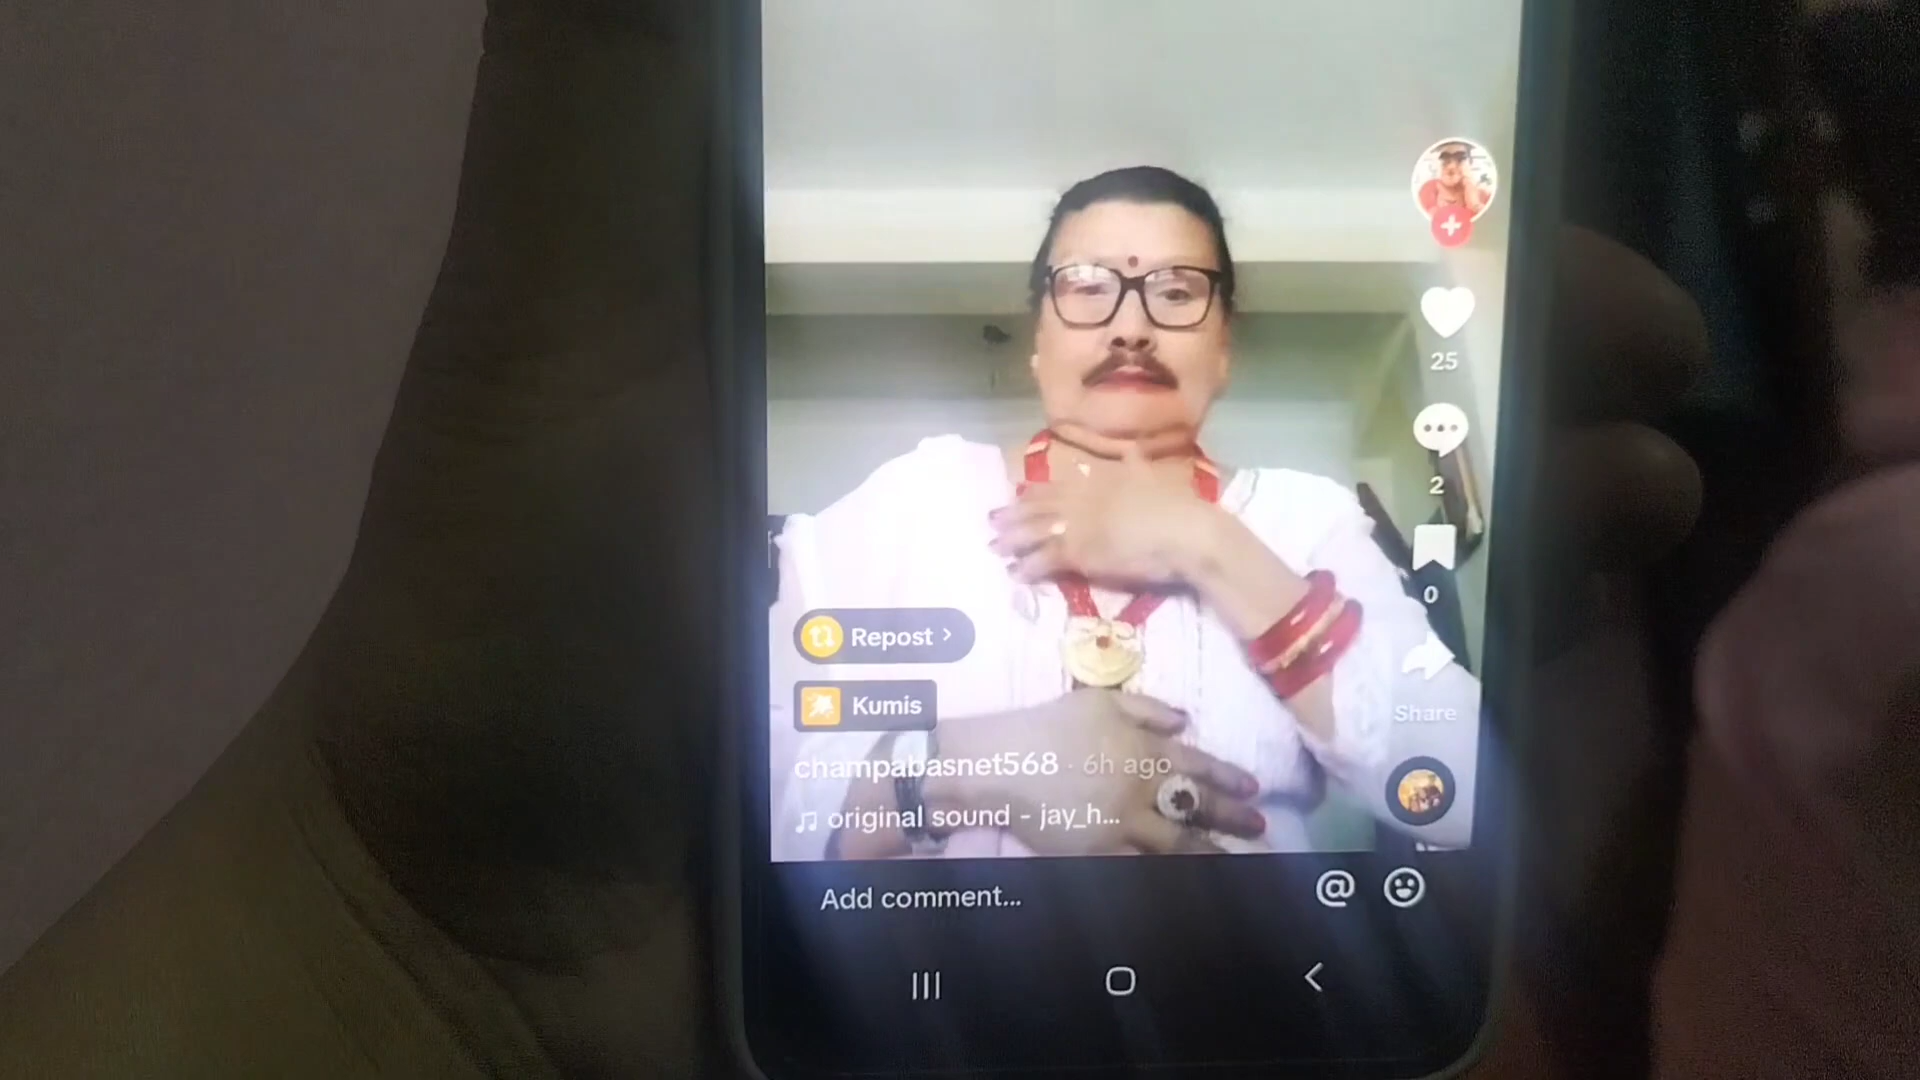 25
2
0
Repost >
Kumis
Share
champabasnet568 · 6h ago
original sound - jay_h...
Add comment...